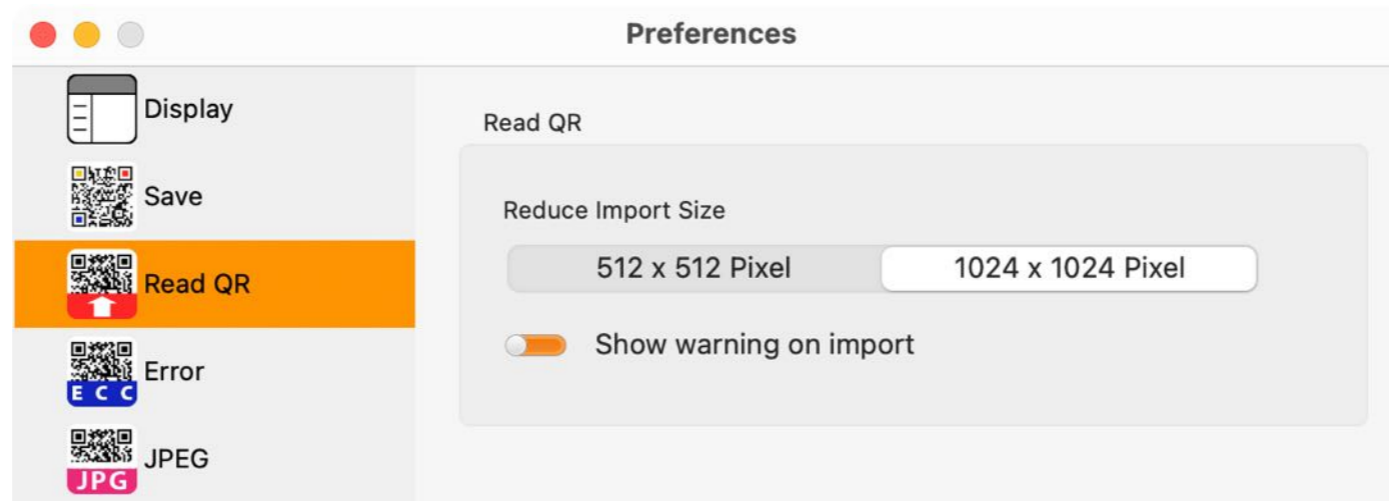 Preferences
Display
Save
Read QR
E C C
Error
JPG
JPEG
Read QR
Reduce Import Size
512 x 512 Pixel
1024 x 1024 Pixel
Show warning on import